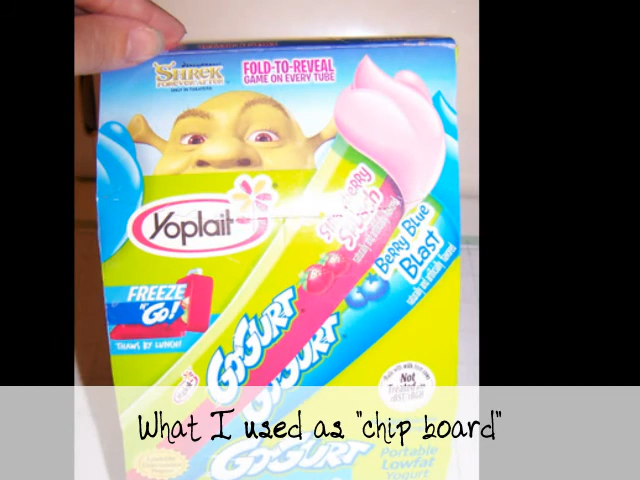 SHREK
FOREVER AFTER
FOLD-TO-REVEAL
GAME ON EVERY TUBE
Yoplait
Strawberry
Splash
BERRY BLUE
BLAST
FREEZE
N' Go!
THAWS BY LUNCH!
GOGURT
GOGURT
Not
What I used as "chip board"
GOGURT
Portable
Lowfat
Yogurt